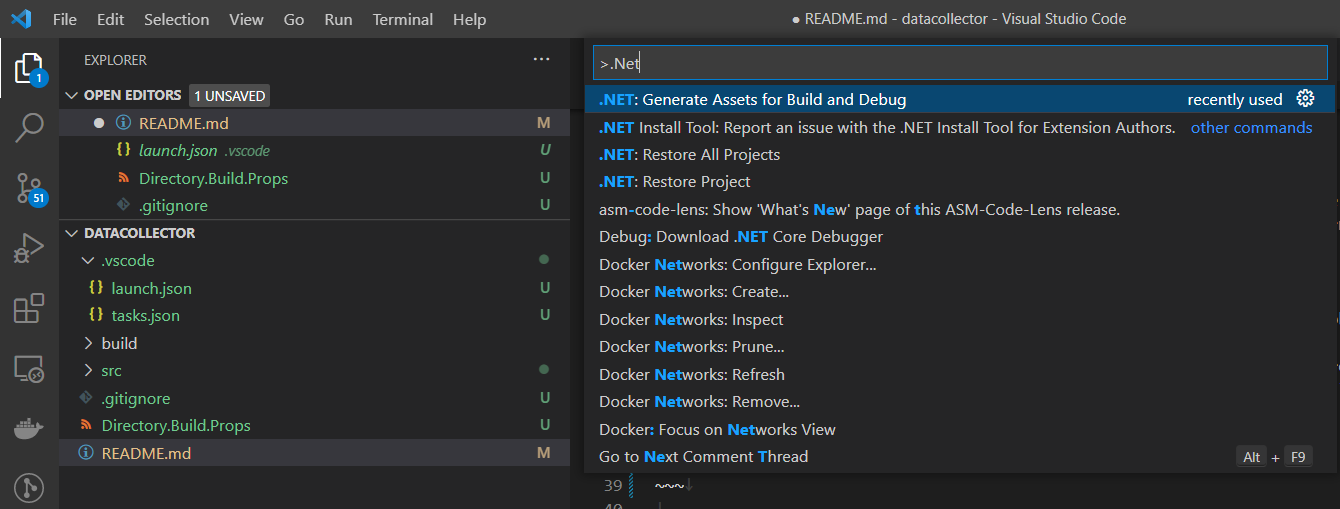 File Edit Selection View Go Run Terminal Help
● README.md - datacollector - Visual Studio Code
EXPLORER
OPEN EDITORS 1 UNSAVED
README.md M
launch.json .vscode U
Directory.Build.Props U
.gitignore U
DATACOLLECTOR
.vscode
launch.json U
tasks.json U
build
src
.gitignore U
Directory.Build.Props U
README.md M
1
51
>.Net
.NET: Generate Assets for Build and Debug recently used
.NET Install Tool: Report an issue with the .NET Install Tool for Extension Authors. other commands
.NET: Restore All Projects
.NET: Restore Project
asm-code-lens: Show 'What's New' page of this ASM-Code-Lens release.
Debug: Download .NET Core Debugger
Docker Networks: Configure Explorer...
Docker Networks: Create...
Docker Networks: Inspect
Docker Networks: Prune...
Docker Networks: Refresh
Docker Networks: Remove...
Docker: Focus on Networks View
Go to Next Comment Thread Alt + F9
39 ~~~↓